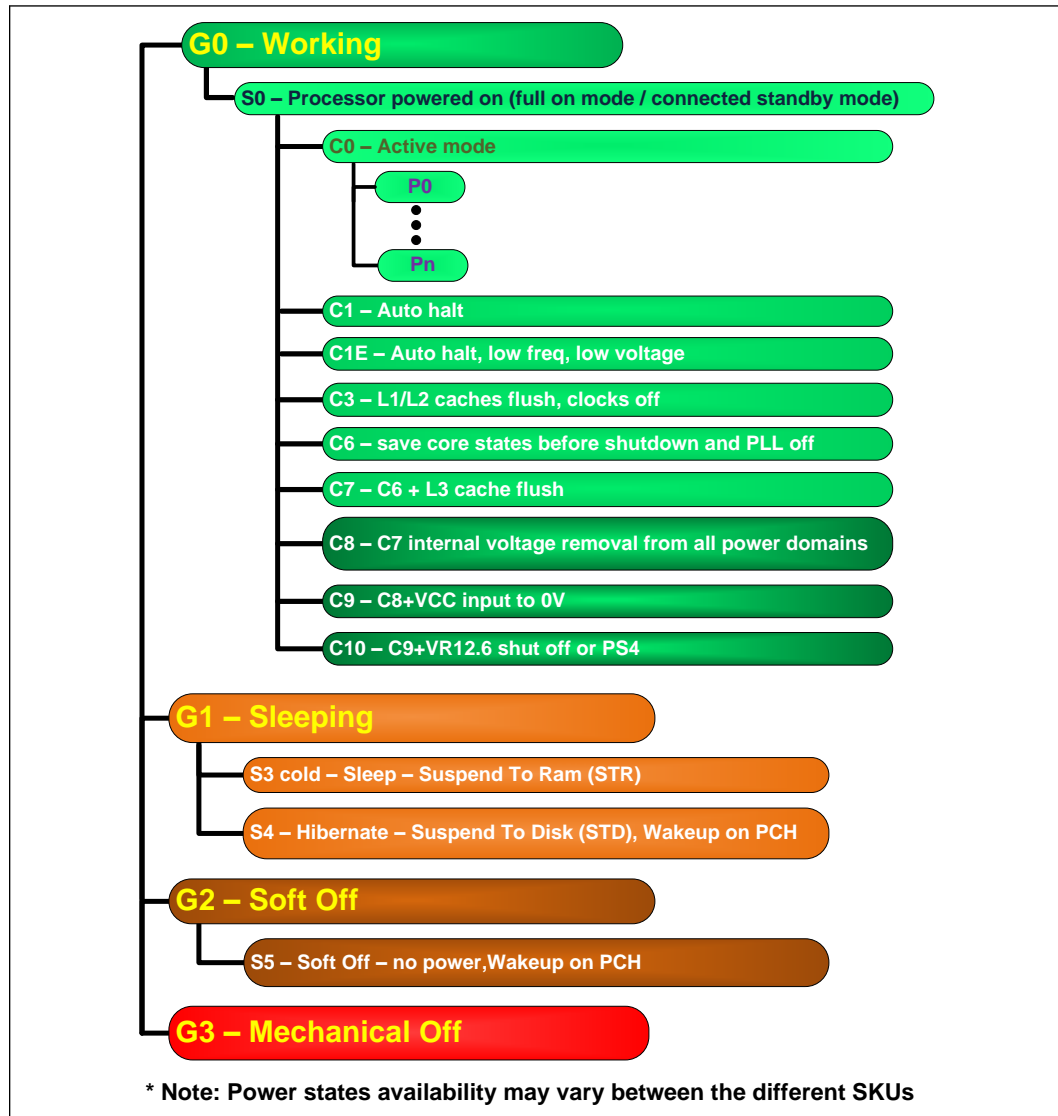 G0 – Working
S0 – Processor powered on (full on mode / connected standby mode)
C0 – Active mode
P0
Pn
C1 – Auto halt
C1E – Auto halt, low freq, low voltage
C3 – L1/L2 caches flush, clocks off
C6 – save core states before shutdown and PLL off
C7 – C6 + L3 cache flush
C8 – C7 internal voltage removal from all power domains
C9 – C8+VCC input to 0V
C10 – C9+VR12.6 shut off or PS4
G1 – Sleeping
S3 cold – Sleep – Suspend To Ram (STR)
S4 – Hibernate – Suspend To Disk (STD), Wakeup on PCH
G2 – Soft Off
S5 – Soft Off – no power,Wakeup on PCH
G3 – Mechanical Off
* Note: Power states availability may vary between the different SKUs